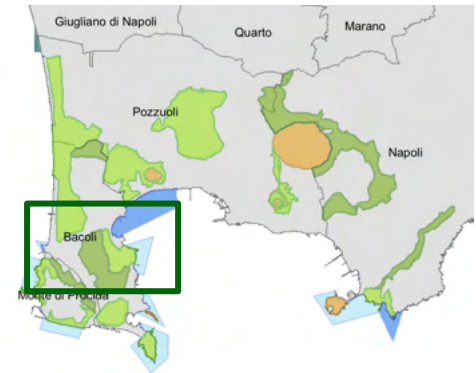 Giugliano di Napoli
Quarto
Marano
Pozzuoli
Napoli
Bacoli
Monte di Procida